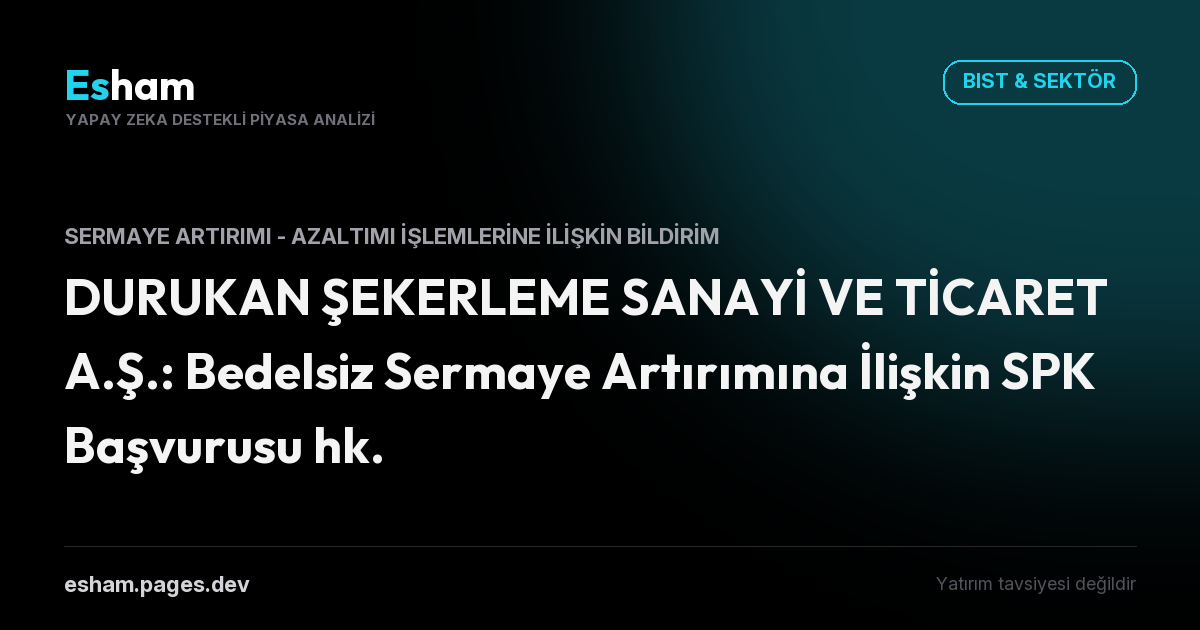 Esham
YAPAY ZEKA DESTEKLİ PİYASA ANALİZİ
BIST & SEKTÖR
SERMAYE ARTIRIMI - AZALTIMI İŞLEMLERİNE İLİŞKİN BİLDİRİM
DURUKAN ŞEKERLEME SANAYİ VE TİCARET
A.Ş.: Bedelsiz Sermaye Artırımına İlişkin SPK
Başvurusu hk.
esham.pages.dev
Yatırım tavsiyesi değildir